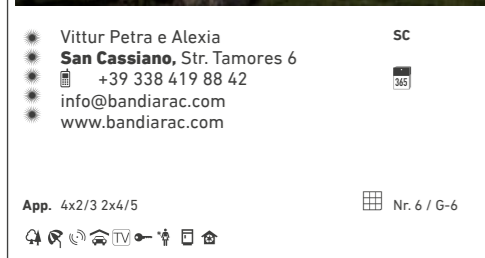 Vittur Petra e Alexia
SC
San Cassiano, Str. Tamores 6
+39 338 419 88 42
365
info@bandiarac.com
www.bandiarac.com
App. 4x2/3 2x4/5
Nr. 6 / G-6
TV